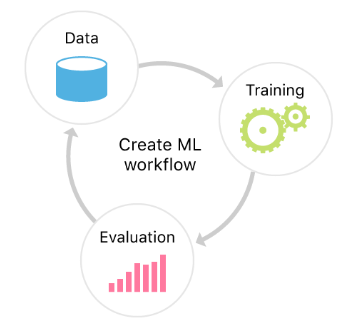 Data
Training
Create ML
workflow
Evaluation